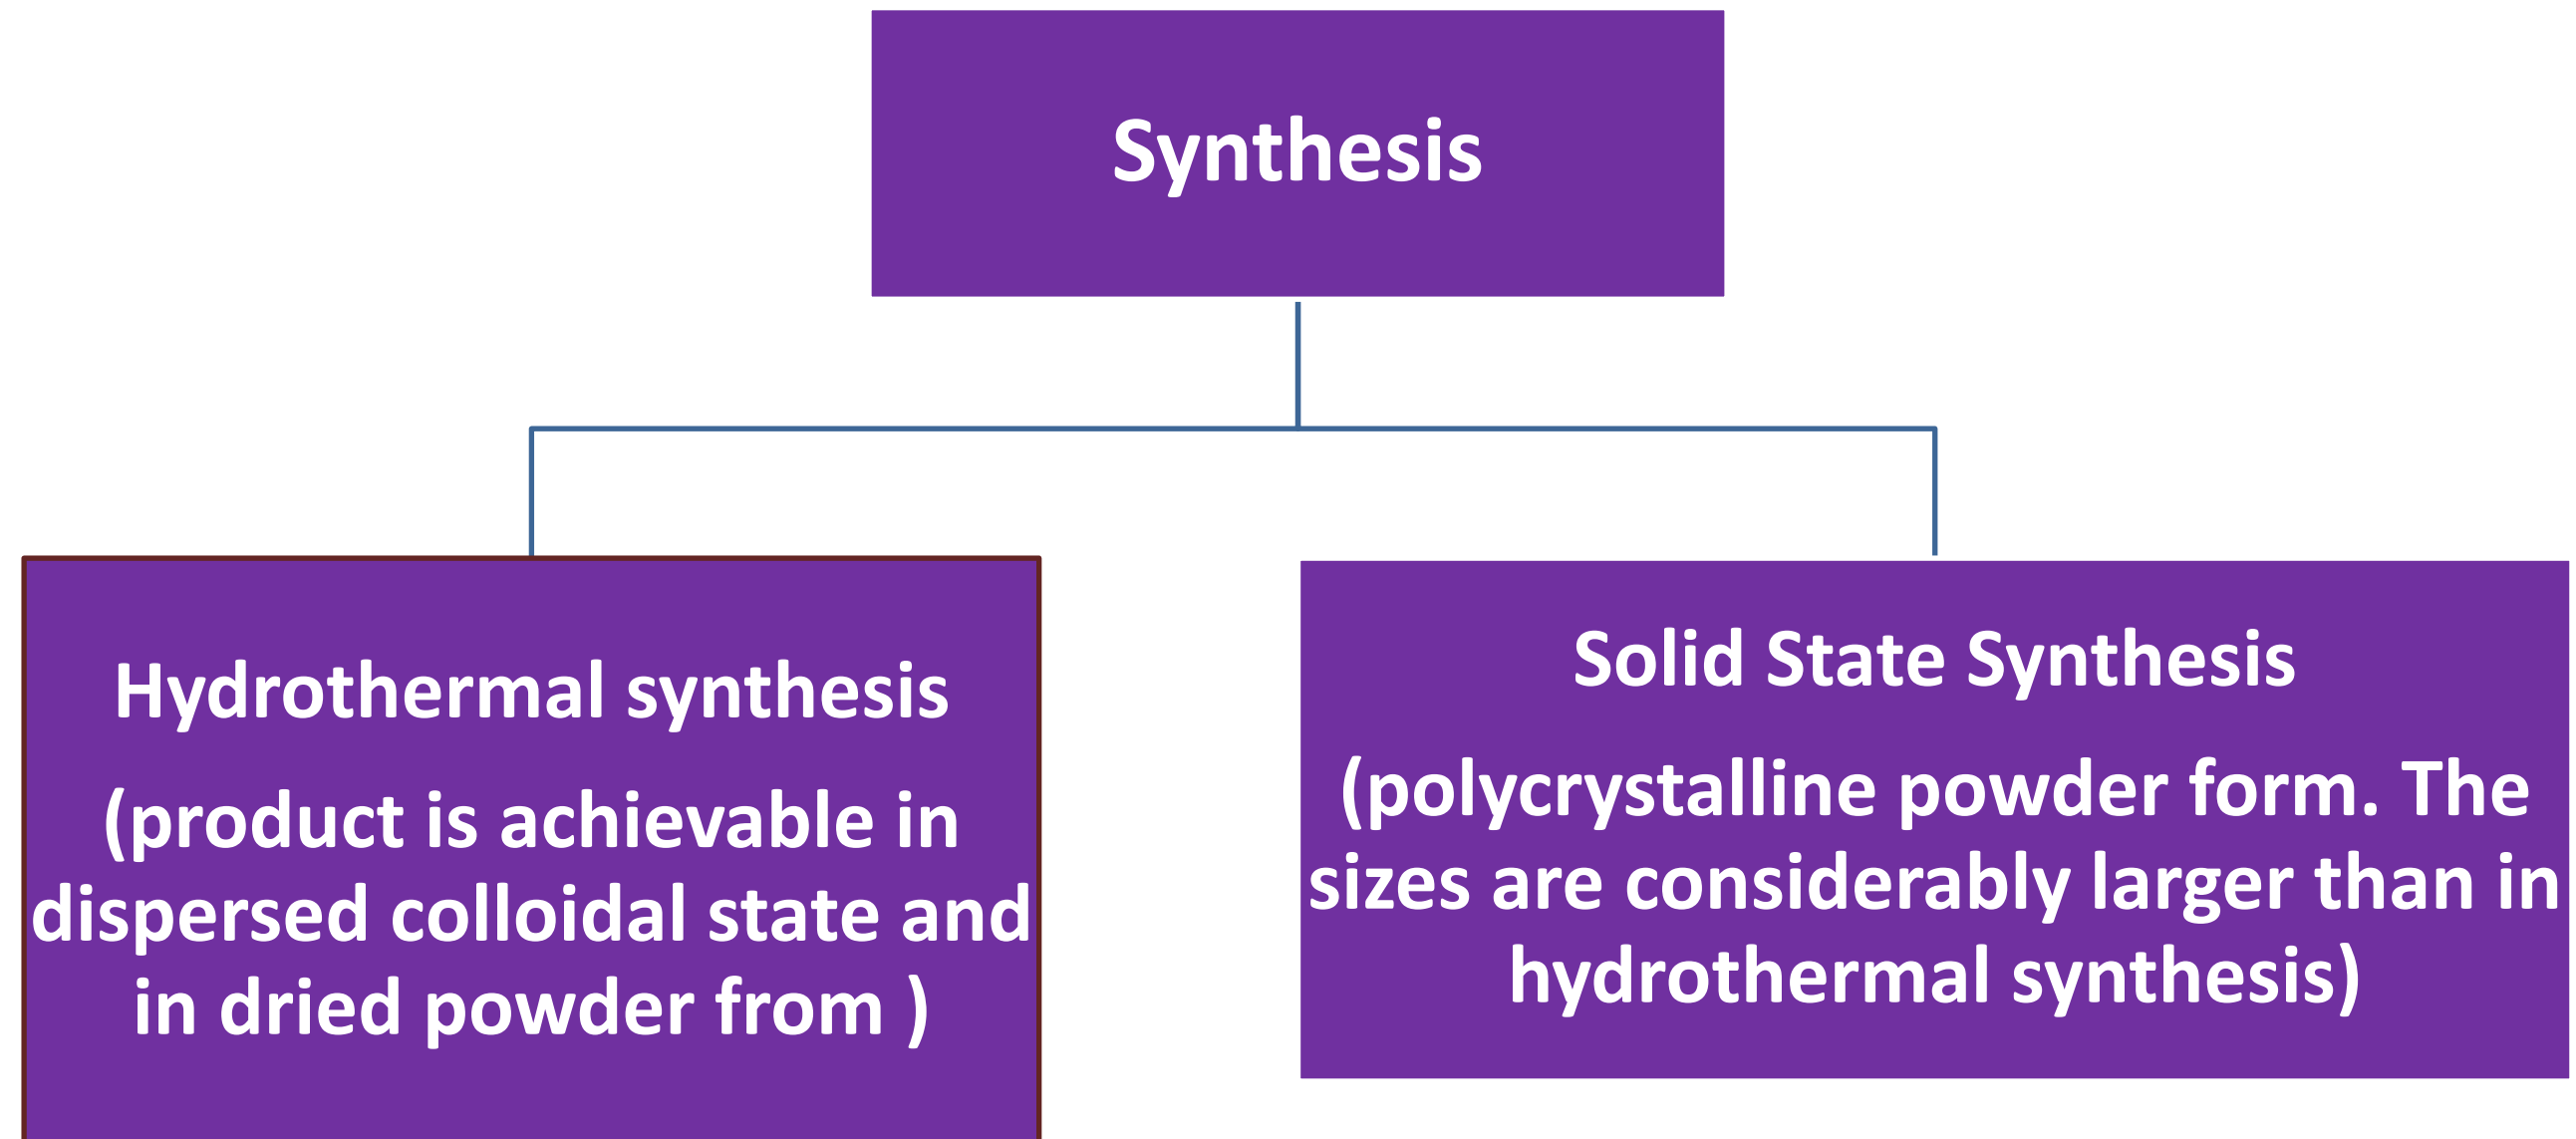 Synthesis
Hydrothermal synthesis
(product is achievable in
dispersed colloidal state and
in dried powder from )
Solid State Synthesis
(polycrystalline powder form. The
sizes are considerably larger than in
hydrothermal synthesis)